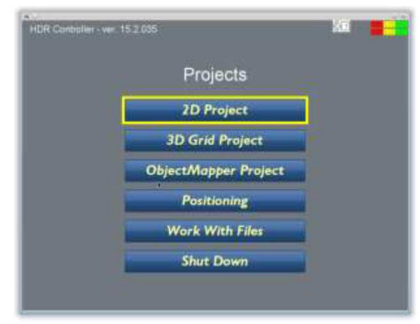 HDR Controller - ver. 15.2.035
Projects
2D Project
3D Grid Project
ObjectMapper Project
Positioning
Work With Files
Shut Down